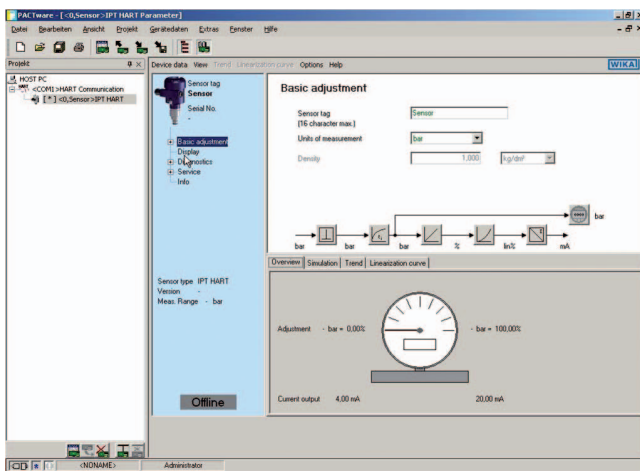 PACTware - [<0,Sensor>IPT HART Parameter]
Datei Bearbeiten Ansicht Projekt Gerätedaten Extras Fenster Hilfe
Projekt
HOST PC
<COM1>HART Communication
[ * ] <0,Sensor>IPT HART
Device data View Trend Linearization curve Options Help
WIKA
Sensor tag
Sensor
Serial No.
-
Basic adjustment
Display
Diagnostics
Service
Info
Sensor type IPT HART
Version -
Meas. Range - bar
Offline
Basic adjustment
Sensor tag Sensor
(16 character max.)
Units of measurement bar
Density 1,000 kg/dm³
bar
bar bar bar % lin% mA
Overview Simulation Trend Linearization curve
Adjustment - bar = 0,00% - bar = 100,00%
Current output 4,00 mA 20,00 mA
<NONAME> Administrator